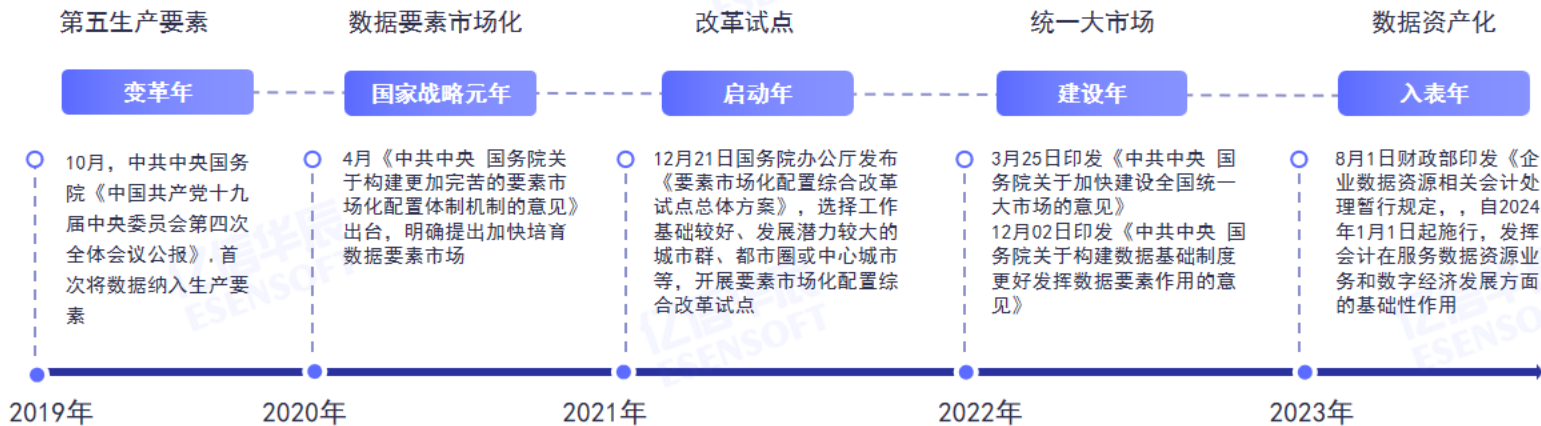 第五生产要素
数据要素市场化
改革试点
统一大市场
数据资产化
变革年
国家战略元年
启动年
建设年
入表年
10月，中共中央国务
院《中国共产党十九
届中央委员会第四次
全体会议公报》,首
次将数据纳入生产要
素
4月《中共中央 国务院关
于构建更加完苦的要素市
场化配置体制机制的意见》
出台，明确提出加快培育
数据要素市场
12月21日国务院办公厅发布
《要素市场化配置综合改革
试点总体方案》，选择工作
基础较好、发展潜力较大的
城市群、都市圈或中心城市
等，开展要素市场化配置综
合改革试点
3月25日印发《中共中央 国
务院关于加快建设全国统一
大市场的意见》
12月02日印发《中共中央 国
务院关于构建数据基础制度
更好发挥数据要素作用的意
见》
8月1日财政部印发《企
业数据资源相关会计处
理暂行规定，，自2024
年1月1日起施行，发挥
会计在服务数据资源业
务和数字经济发展方面
的基础性作用
2019年
2020年
2021年
2022年
2023年
亿信华辰
ESENSOFT
亿信华辰
ESENSOFT